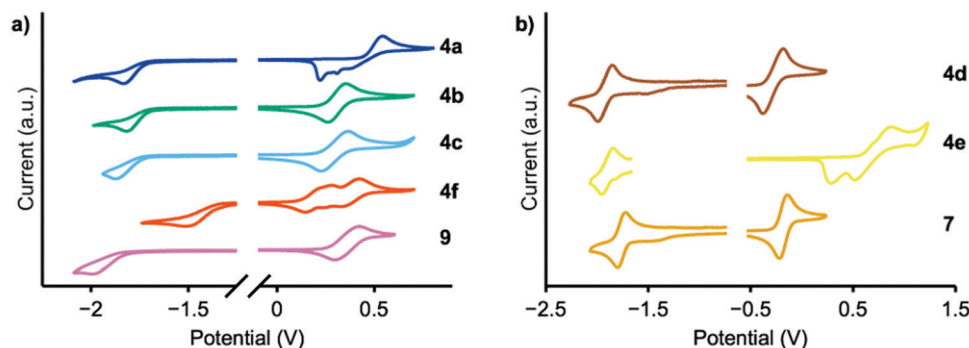 a)
Current (a.u.)
4a
4b
4c
4f
9
−2
−1.5
0
0.5
Potential (V)
b)
Current (a.u.)
4d
4e
7
−2.5
−1.5
−0.5
0.5
1.5
Potential (V)